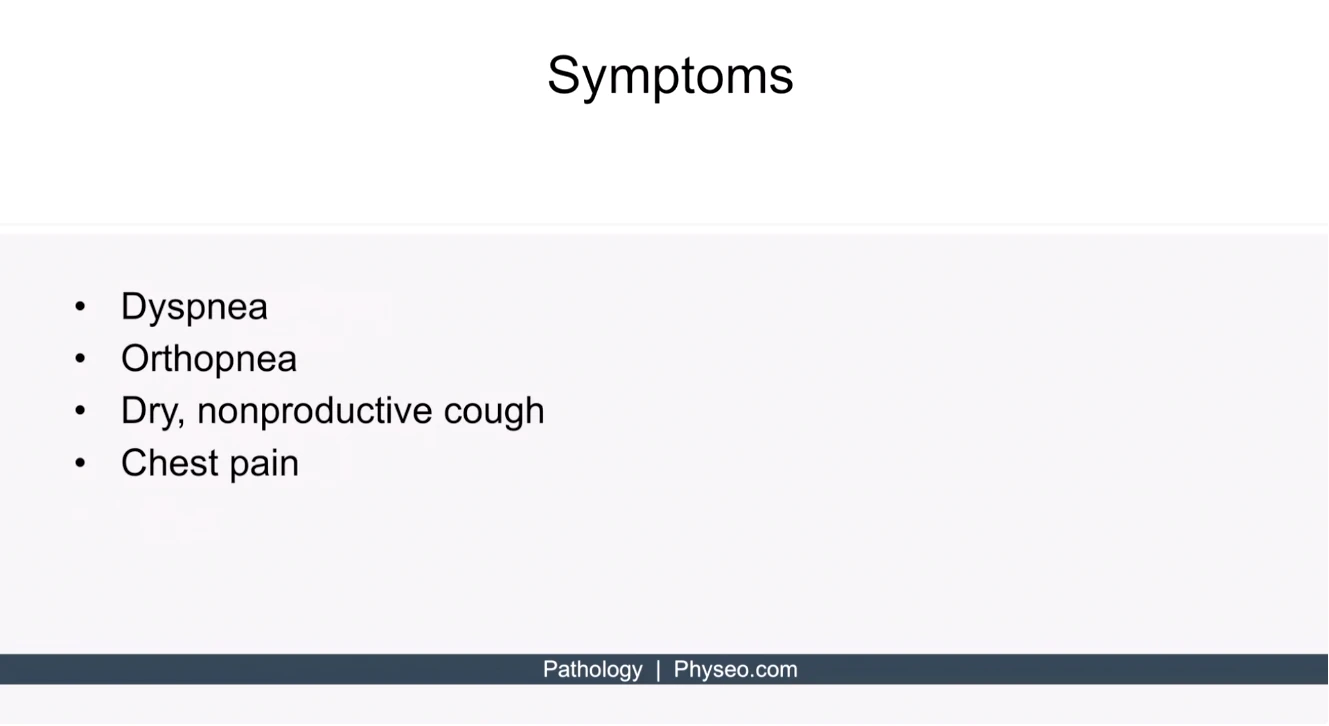 Symptoms
• Dyspnea
• Orthopnea
• Dry, nonproductive cough
• Chest pain
Pathology | Physeo.com